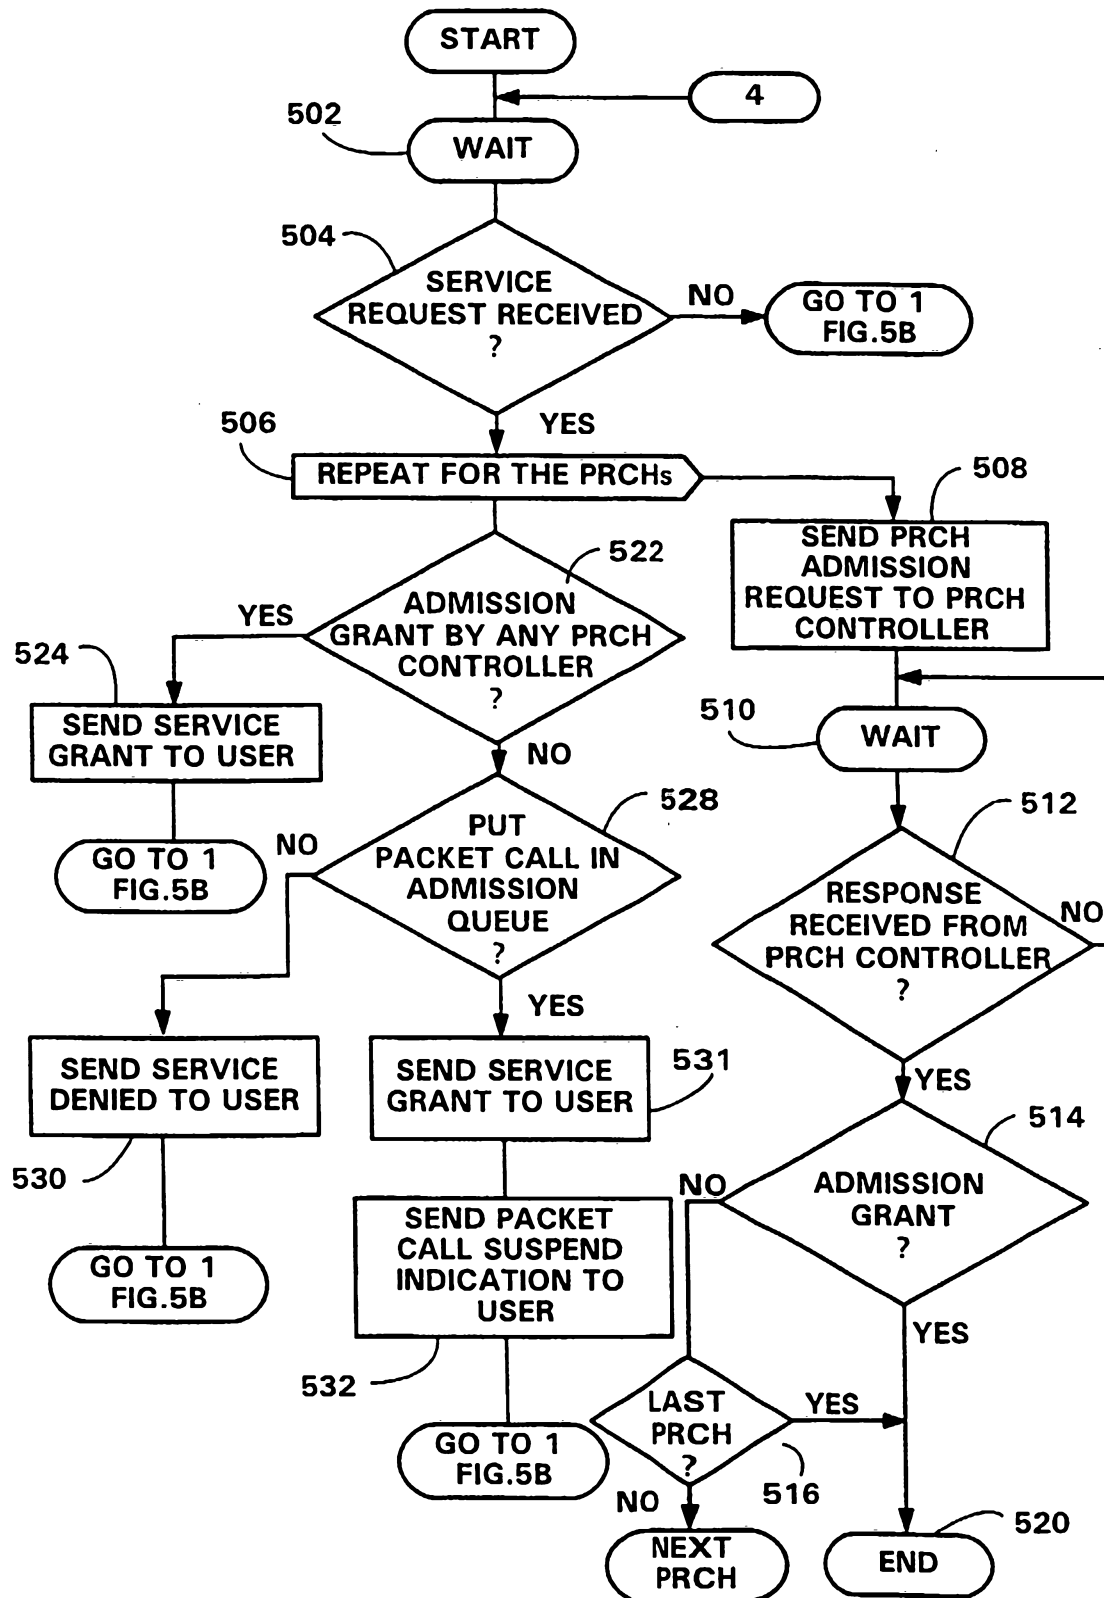 START
4
502
WAIT
504
SERVICE
REQUEST RECEIVED
?
NO
GO TO 1
FIG.5B
YES
506
REPEAT FOR THE PRCHs
508
SEND PRCH
ADMISSION
REQUEST TO PRCH
CONTROLLER
522
ADMISSION
GRANT BY ANY PRCH
CONTROLLER
?
YES
524
SEND SERVICE
GRANT TO USER
GO TO 1
FIG.5B
NO
510
WAIT
528
PUT
PACKET CALL IN
ADMISSION
QUEUE
?
NO
512
RESPONSE
RECEIVED FROM
PRCH CONTROLLER
?
NO
YES
SEND SERVICE
DENIED TO USER
530
GO TO 1
FIG.5B
531
SEND SERVICE
GRANT TO USER
SEND PACKET
CALL SUSPEND
INDICATION TO
USER
532
GO TO 1
FIG.5B
YES
514
ADMISSION
GRANT
?
NO
YES
LAST
PRCH
?
YES
516
NO
NEXT
PRCH
520
END